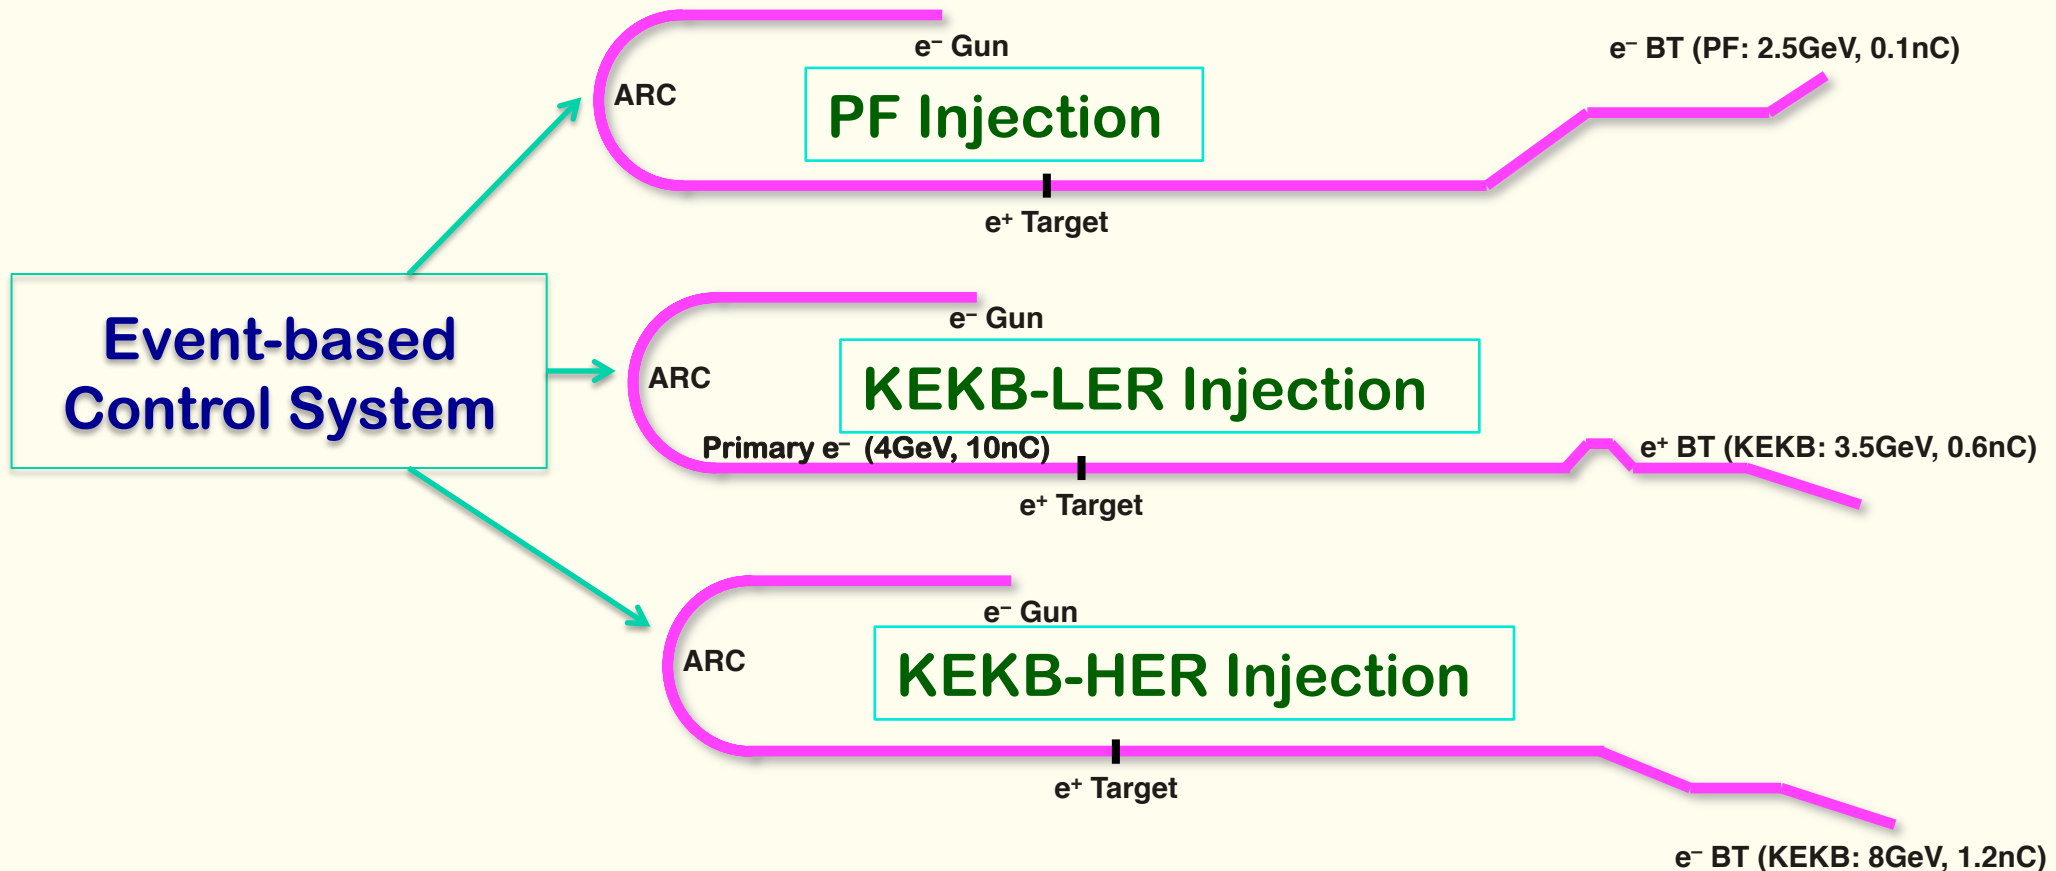 e– Gun
e– BT (PF: 2.5GeV, 0.1nC)
ARC
PF Injection
e+ Target
Event-based
Control System
e– Gun
ARC
KEKB-LER Injection
Primary e– (4GeV, 10nC)
e+ BT (KEKB: 3.5GeV, 0.6nC)
e+ Target
e– Gun
ARC
KEKB-HER Injection
e+ Target
e– BT (KEKB: 8GeV, 1.2nC)